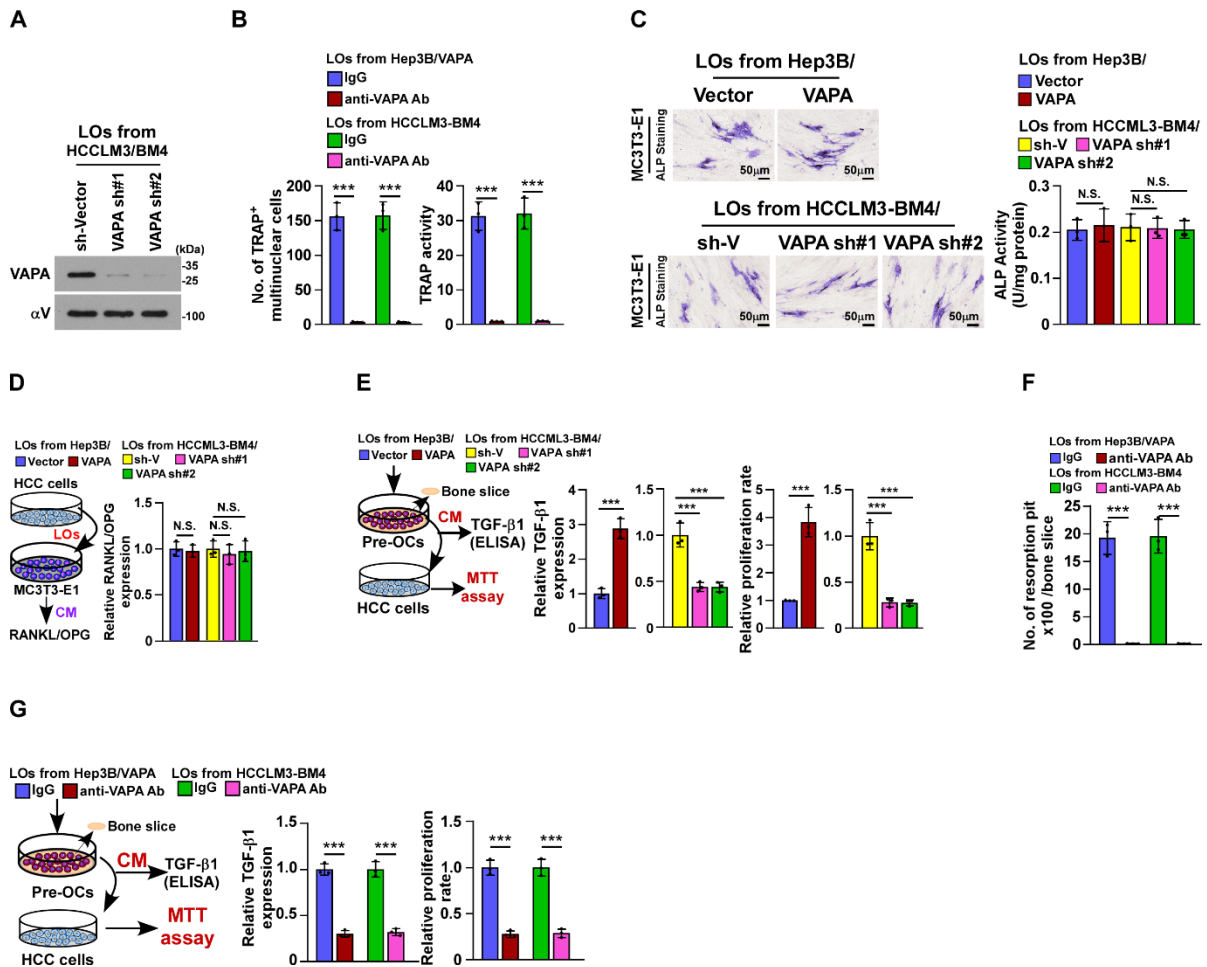 A
LOs from
HCCLM3/BM4
sh-Vector
VAPA sh#1
VAPA sh#2
(kDa)
VAPA
-35
-25
αV
-100
B
LOs from Hep3B/VAPA
IgG
anti-VAPA Ab
LOs from HCCLM3-BM4
IgG
anti-VAPA Ab
No. of TRAP+
multinuclear cells
200
150
100
50
0
***
***
TRAP activity
40
30
20
10
0
***
***
C
LOs from Hep3B/
Vector
VAPA
MC3T3-E1
ALP Staining
50μm
50μm
LOs from HCCLM3-BM4/
sh-V
VAPA sh#1
VAPA sh#2
MC3T3-E1
ALP Staining
50μm
50μm
50μm
LOs from Hep3B/
Vector
VAPA
LOs from HCCML3-BM4/
sh-V
VAPA sh#1
VAPA sh#2
ALP Activity
(U/mg protein)
0.3
0.2
0.1
0
N.S.
N.S.
N.S.
D
LOs from Hep3B/
Vector
VAPA
LOs from HCCML3-BM4/
sh-V
VAPA sh#1
VAPA sh#2
HCC cells
LOs
MC3T3-E1
CM
RANKL/OPG
Relative RANKL/OPG
expression
1.5
1.0
0.5
0
N.S.
N.S.
N.S.
E
LOs from Hep3B/
Vector
VAPA
LOs from HCCML3-BM4/
sh-V
VAPA sh#1
VAPA sh#2
Bone slice
CM
TGF-β1
(ELISA)
Pre-OCs
HCC cells
MTT
assay
Relative TGF-β1
expression
4
3
2
1
0
***
1.5
1.0
0.5
0
***
***
Relative proliferation rate
5
4
3
2
1
0
***
1.5
1.0
0.5
0
***
***
F
LOs from Hep3B/VAPA
IgG
anti-VAPA Ab
LOs from HCCLM3-BM4
IgG
anti-VAPA Ab
No. of resorption pit
x100 /bone slice
25
20
15
10
5
0
***
***
G
LOs from Hep3B/VAPA
IgG
anti-VAPA Ab
LOs from HCCLM3-BM4
IgG
anti-VAPA Ab
Bone slice
CM
TGF-β1
(ELISA)
Pre-OCs
HCC cells
MTT
assay
Relative TGF-β1
expression
1.5
1.0
0.5
0
***
***
Relative proliferation
rate
1.5
1.0
0.5
0
***
***